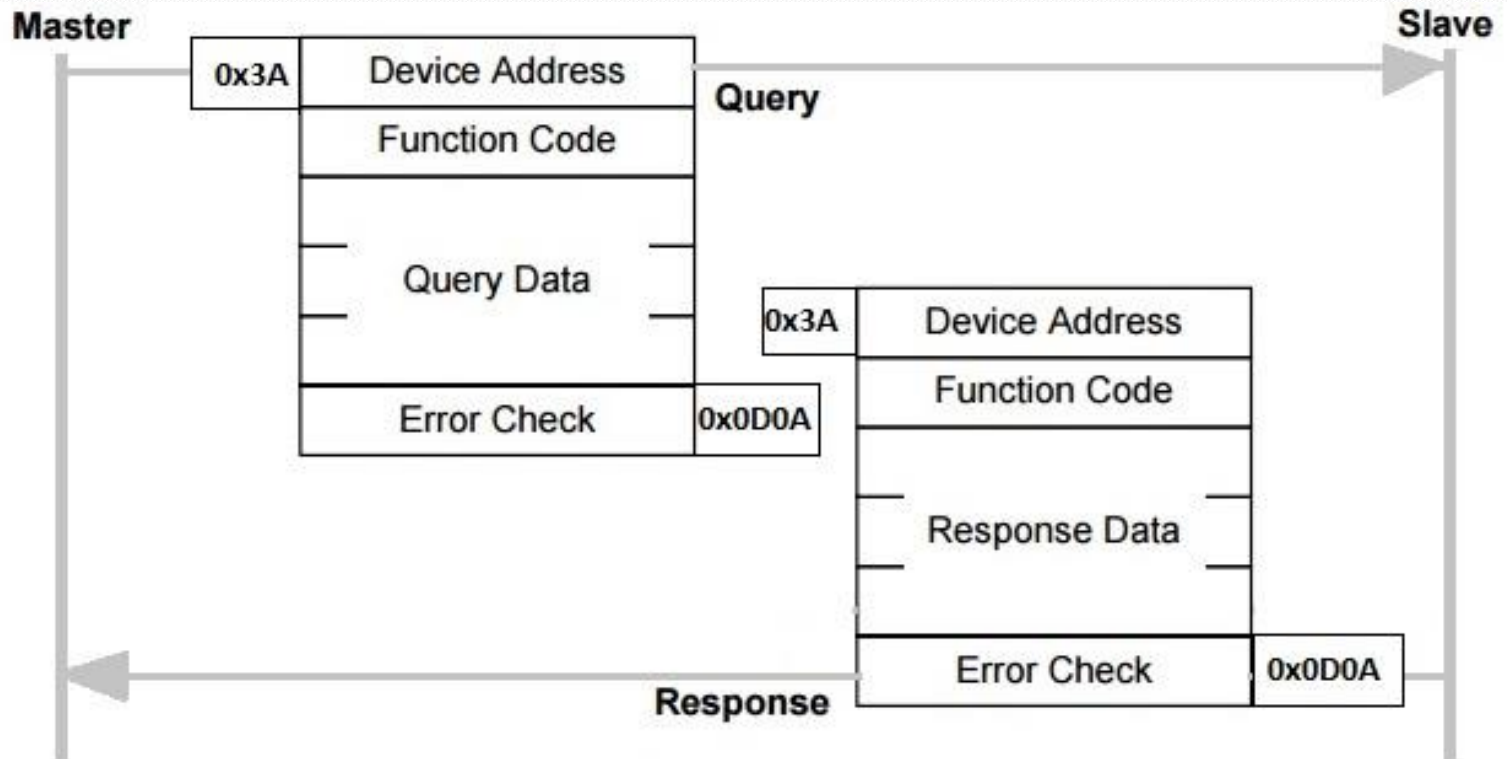 Master
Slave
0x3A
Device Address
Query
Function Code
Query Data
Error Check
0x0D0A
0x3A
Device Address
Function Code
Response Data
Error Check
0x0D0A
Response